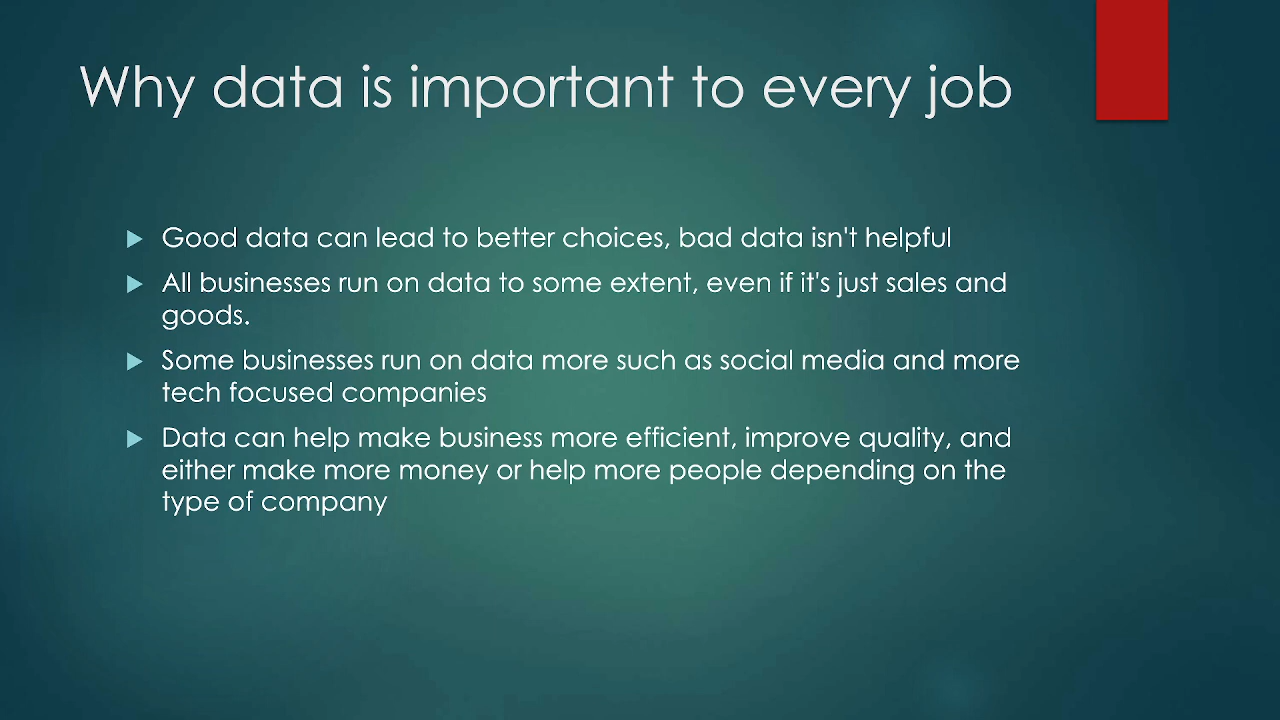 Why data is important to every job
Good data can lead to better choices, bad data isn't helpful
All businesses run on data to some extent, even if it's just sales and
goods.
Some businesses run on data more such as social media and more
tech focused companies
Data can help make business more efficient, improve quality, and
either make more money or help more people depending on the
type of company